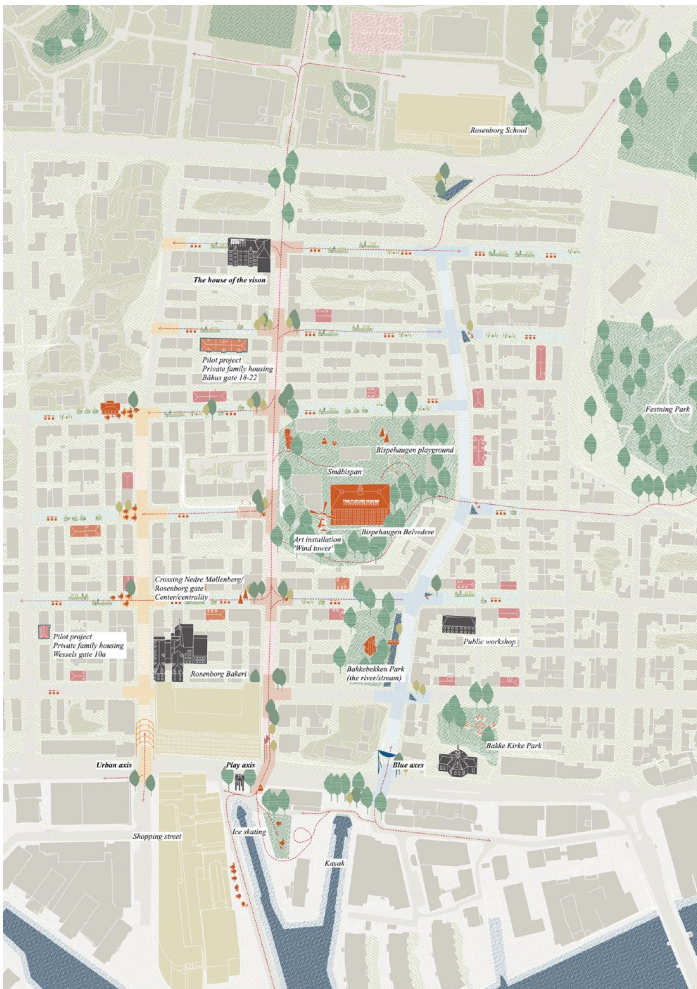 Rosenborg School
The house of the vison
Pilot project
Private family housing
Båhus gate 18-22
Festning Park
Bispehaugen playground
Småbispan
Bispehaugen Belvedere
Art installation
'Wind tower'
Crossing Nedre Møllenberg/
Rosenborg gate
Center/centrality
Pilot project
Private family housing
Wessels gate 10a
Public workshop
Rosenborg Bakeri
Bakkebekken Park
(the river/stream)
Bakke Kirke Park
Urban axis
Play axis
Blue axes
Shopping street
Ice skating
Kayak